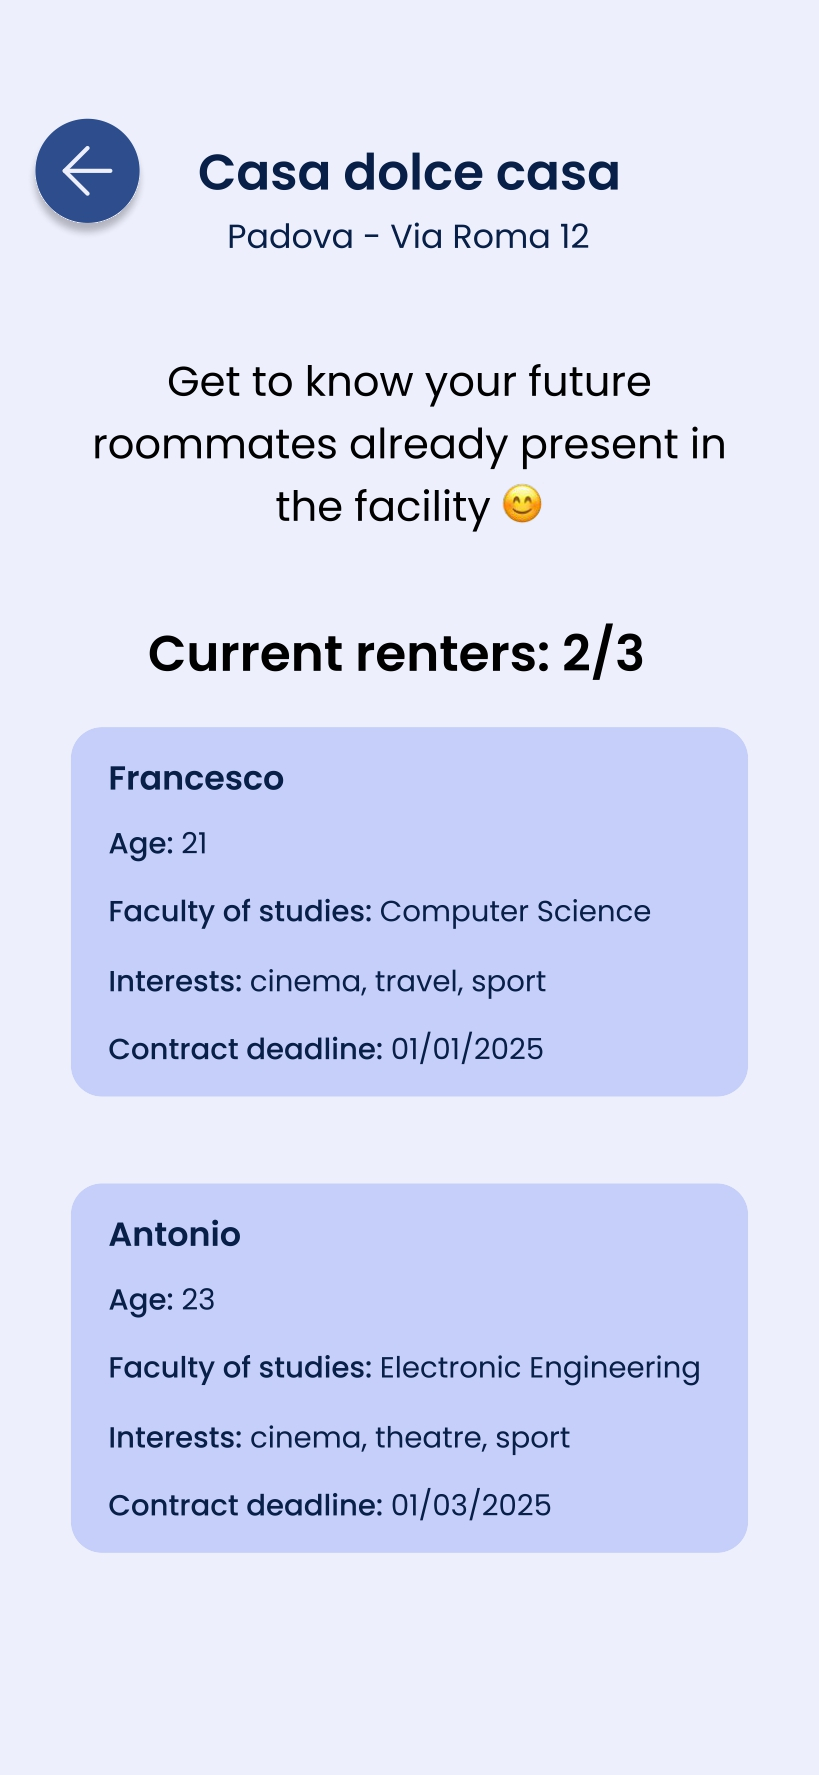 Casa dolce casa
Padova - Via Roma 12
Get to know your future
roommates already present in
the facility 😊
Current renters: 2/3
Francesco
Age: 21
Faculty of studies: Computer Science
Interests: cinema, travel, sport
Contract deadline: 01/01/2025
Antonio
Age: 23
Faculty of studies: Electronic Engineering
Interests: cinema, theatre, sport
Contract deadline: 01/03/2025